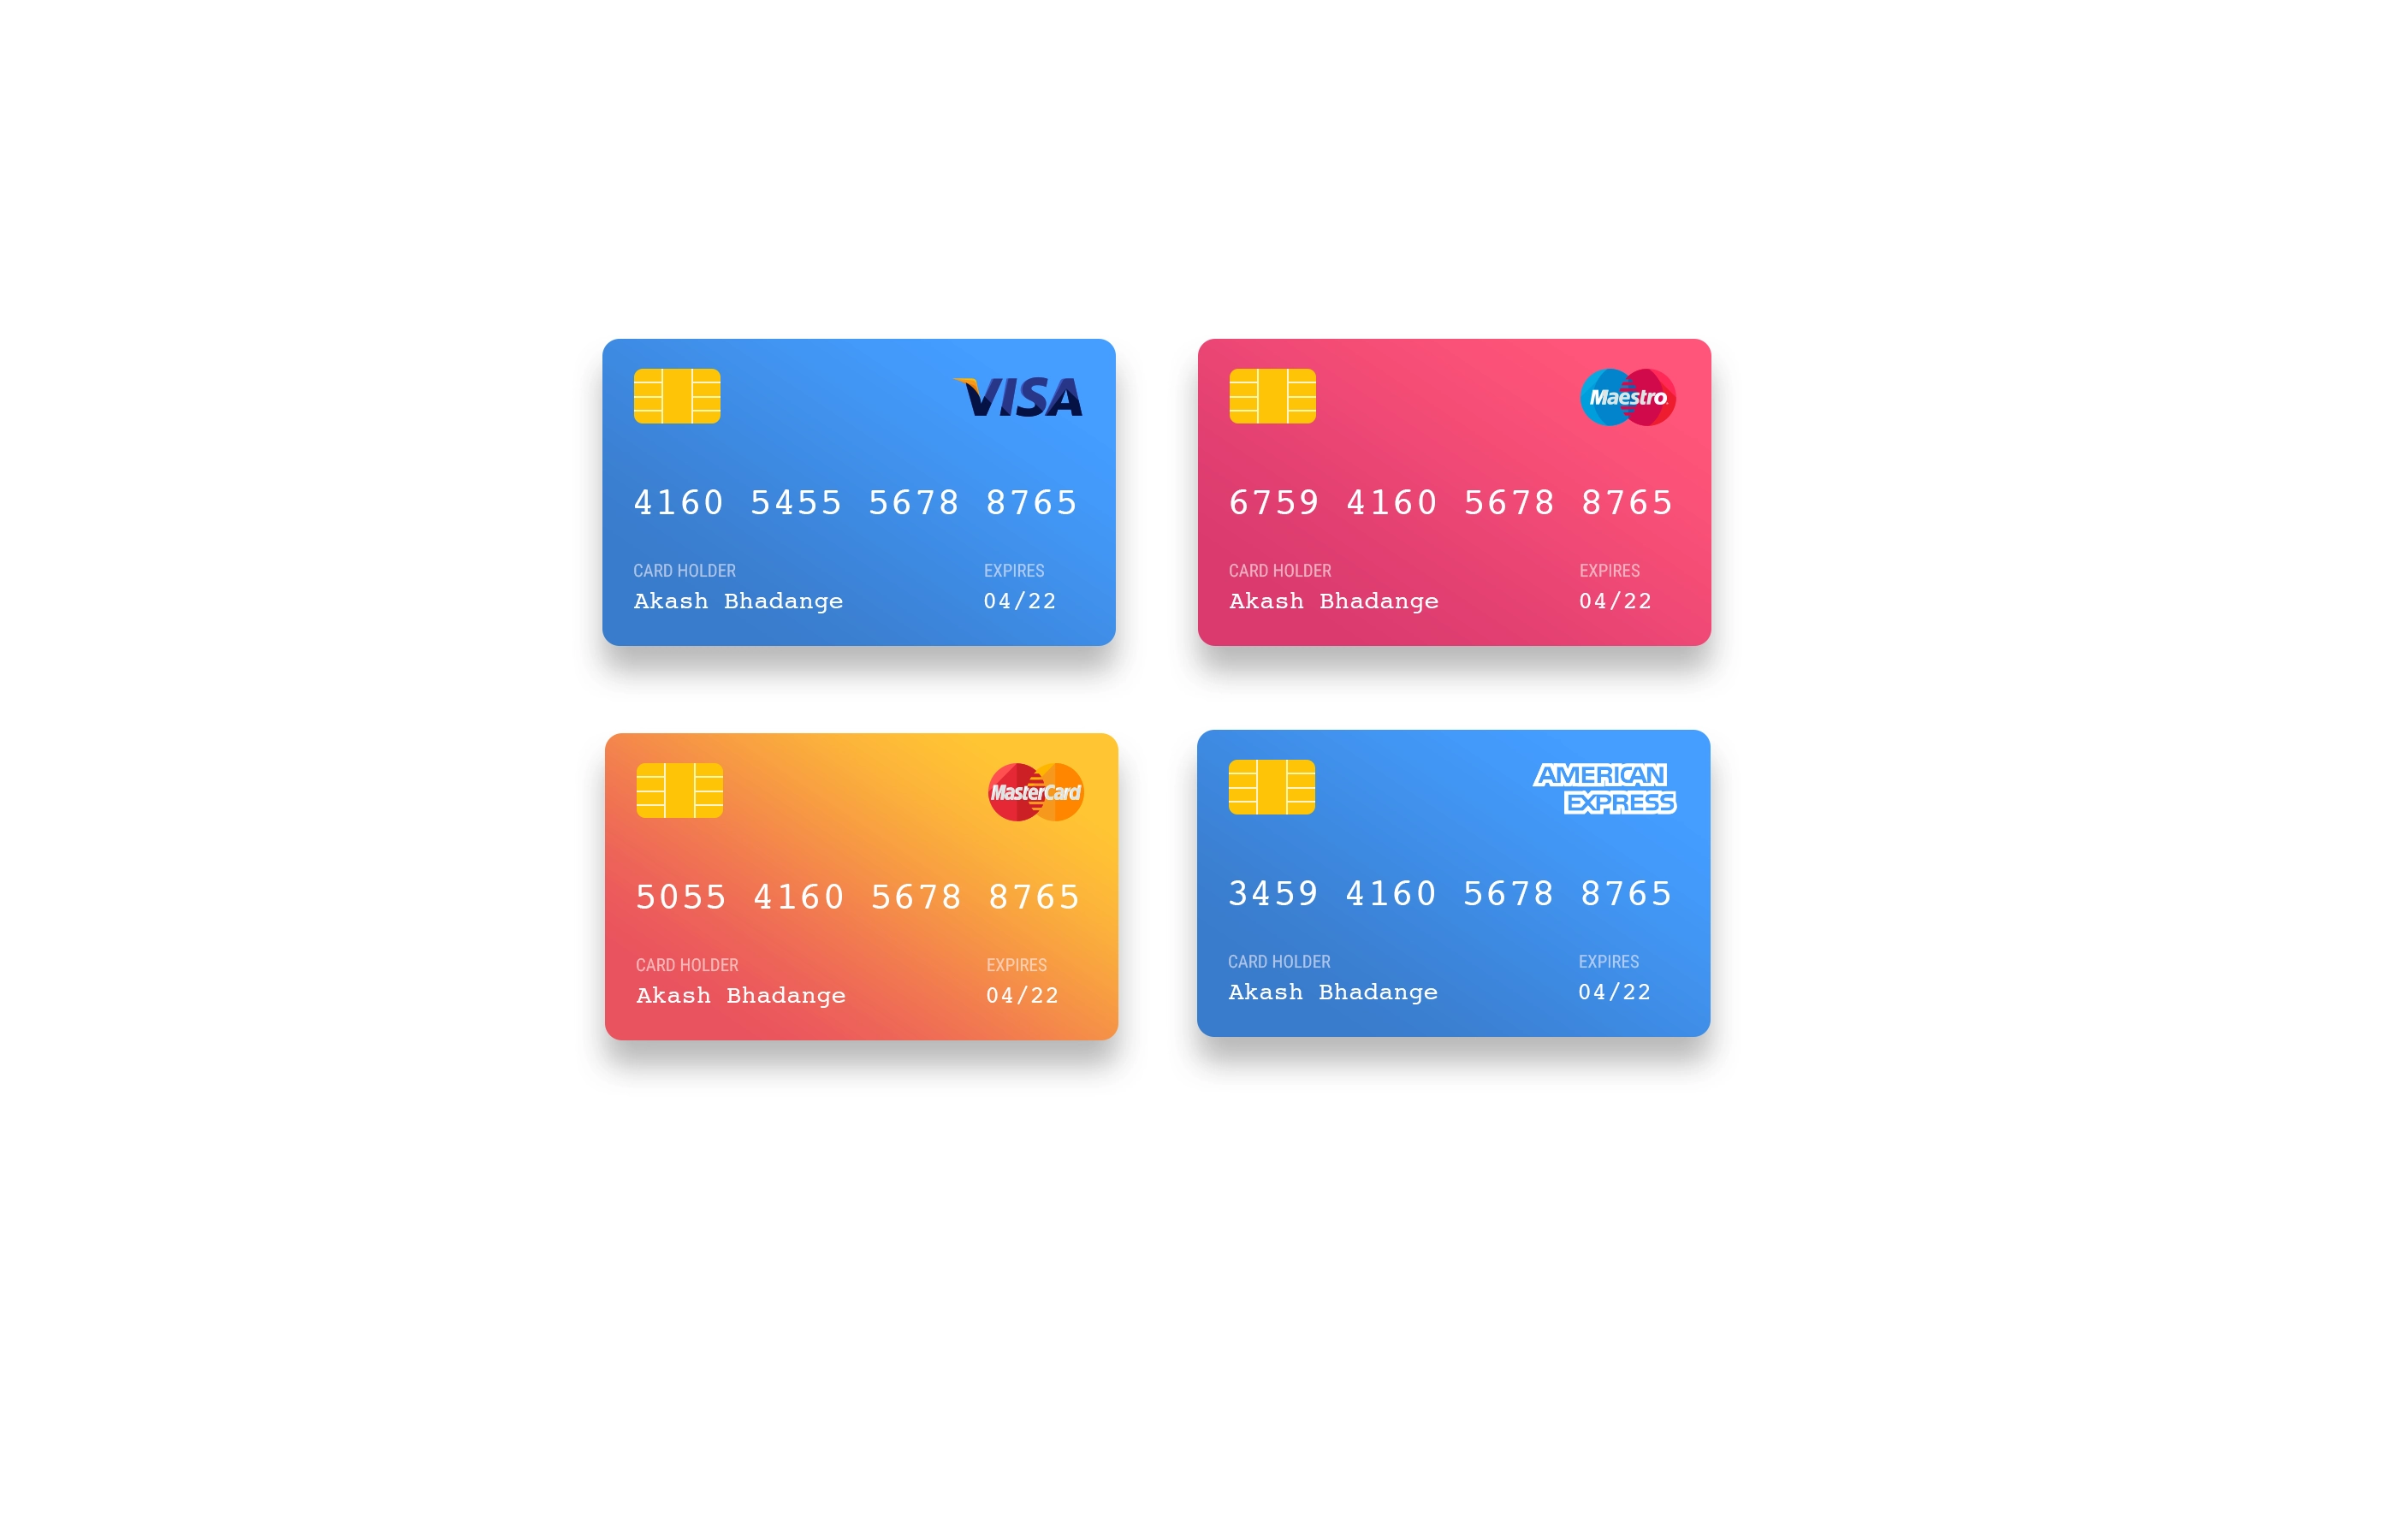 VISA
4160 5455 5678 8765
CARD HOLDER EXPIRES
Akash Bhadange 04/22
Maestro
6759 4160 5678 8765
CARD HOLDER EXPIRES
Akash Bhadange 04/22
MasterCard
5055 4160 5678 8765
CARD HOLDER EXPIRES
Akash Bhadange 04/22
AMERICAN
EXPRESS
3459 4160 5678 8765
CARD HOLDER EXPIRES
Akash Bhadange 04/22